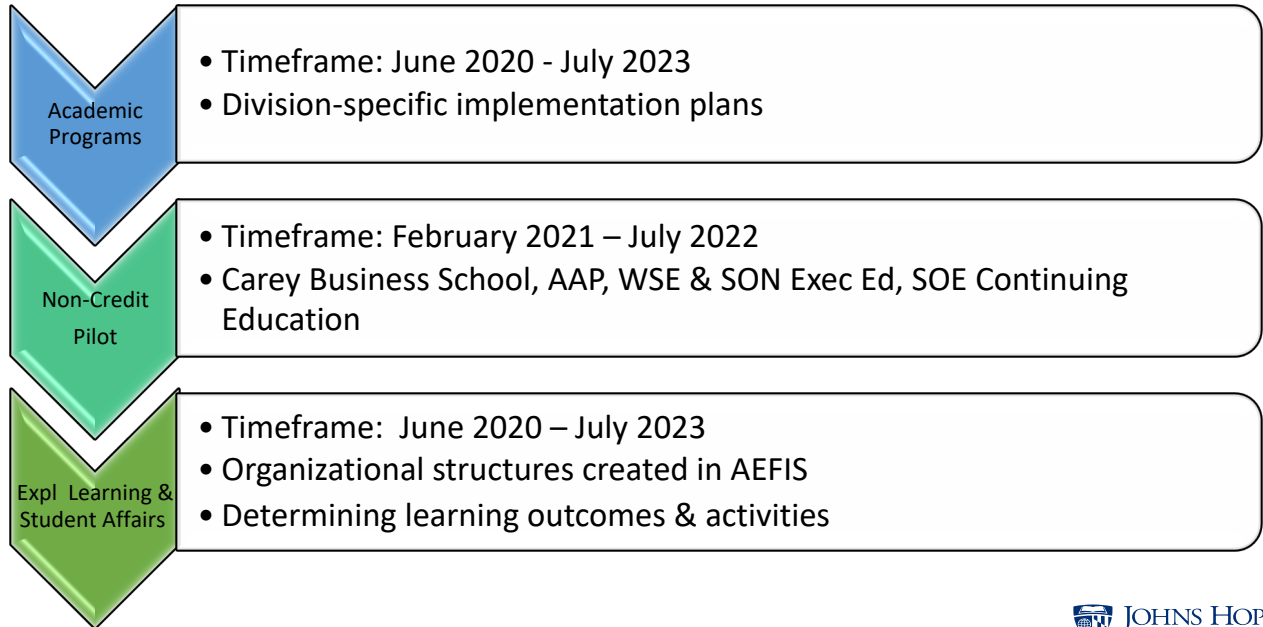 Academic
Programs
• Timeframe: June 2020 - July 2023
• Division-specific implementation plans
Non-Credit
Pilot
• Timeframe: February 2021 – July 2022
• Carey Business School, AAP, WSE & SON Exec Ed, SOE Continuing
Education
Expl Learning &
Student Affairs
• Timeframe: June 2020 – July 2023
• Organizational structures created in AEFIS
• Determining learning outcomes & activities
JOHNS HOP